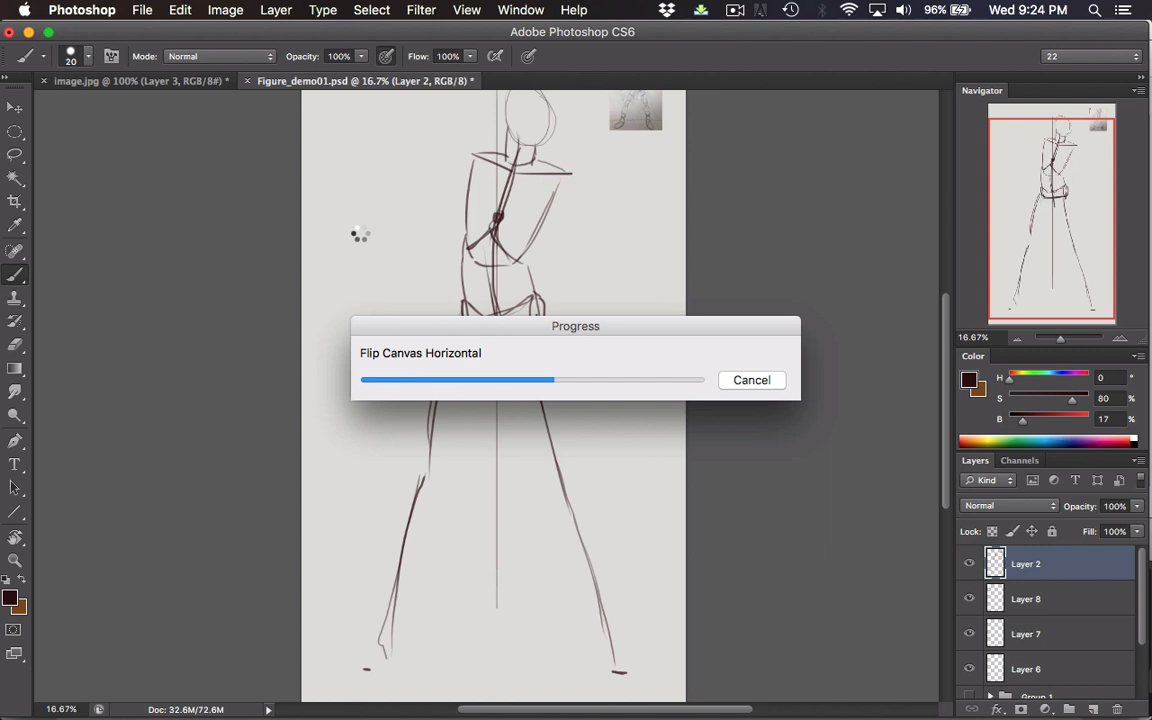 Photoshop File Edit Image Layer Type Select Filter View Window Help 96% Wed 9:24 PM
Adobe Photoshop CS6
20 Mode: Normal Opacity: 100% Flow: 100% 22
image.jpg @ 100% (Layer 3, RGB/8#) * Figure_demo01.psd @ 16.7% (Layer 2, RGB/8) *
Navigator
16.67%
Color
H 0 °
S 80 %
B 17 %
Layers Channels
Kind
Normal Opacity: 100%
Lock: Fill: 100%
Layer 2
Layer 8
Layer 7
Layer 6
Group 1
Progress
Flip Canvas Horizontal
Cancel
16.67% Doc: 32.6M/72.6M